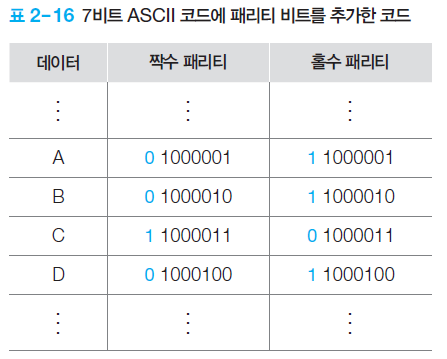 표 2-16 7비트 ASCII 코드에 패리티 비트를 추가한 코드
데이터 짝수 패리티 홀수 패리티
⋮ ⋮ ⋮
A 0 1000001 1 1000001
B 0 1000010 1 1000010
C 1 1000011 0 1000011
D 0 1000100 1 1000100
⋮ ⋮ ⋮